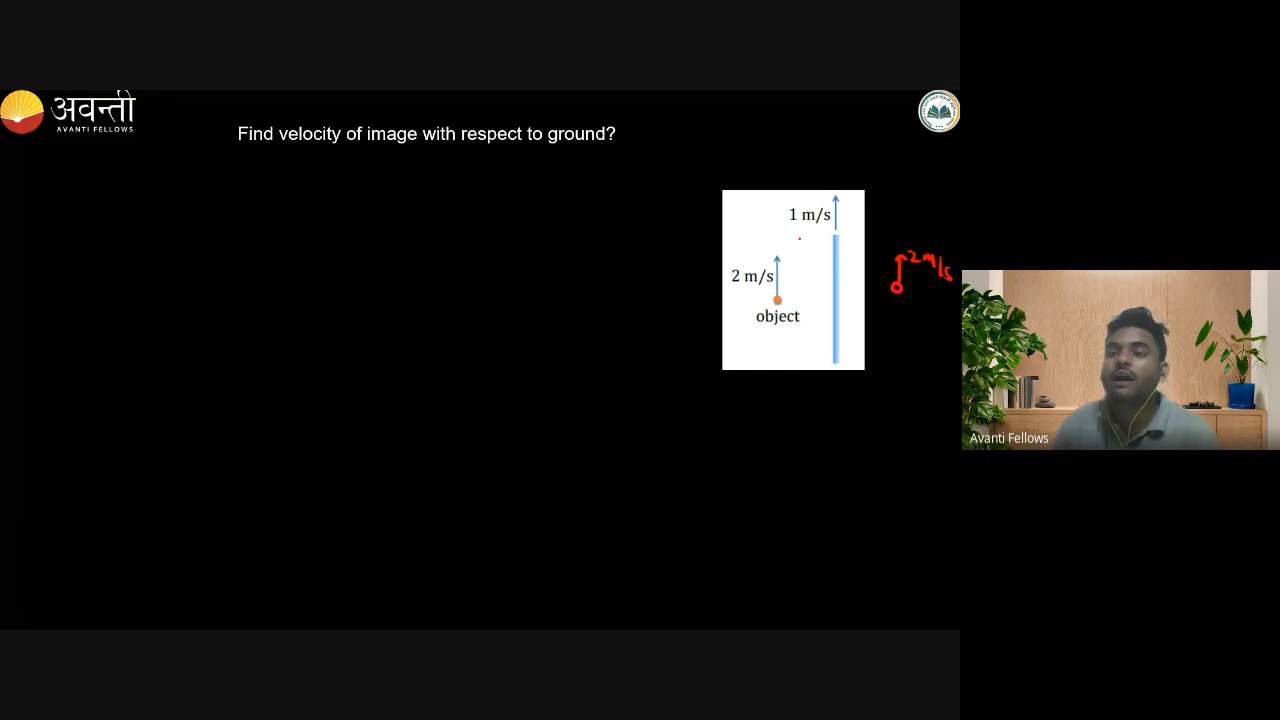 अवन्ती
AVANTI FELLOWS
Find velocity of image with respect to ground?
1 m/s
2 m/s
2 m/s
object
Avanti Fellows